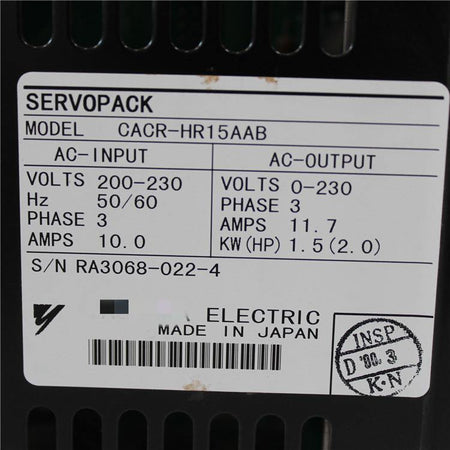 SERVOPACK
MODEL CACR-HR15AAB
AC-INPUT
VOLTS 200-230
Hz 50/60
PHASE 3
AMPS 10.0
AC-OUTPUT
VOLTS 0-230
PHASE 3
AMPS 11.7
KW(HP) 1.5(2.0)
S/N RA3068-022-4
ELECTRIC
MADE IN JAPAN
INSP
D '00. 3
K·N